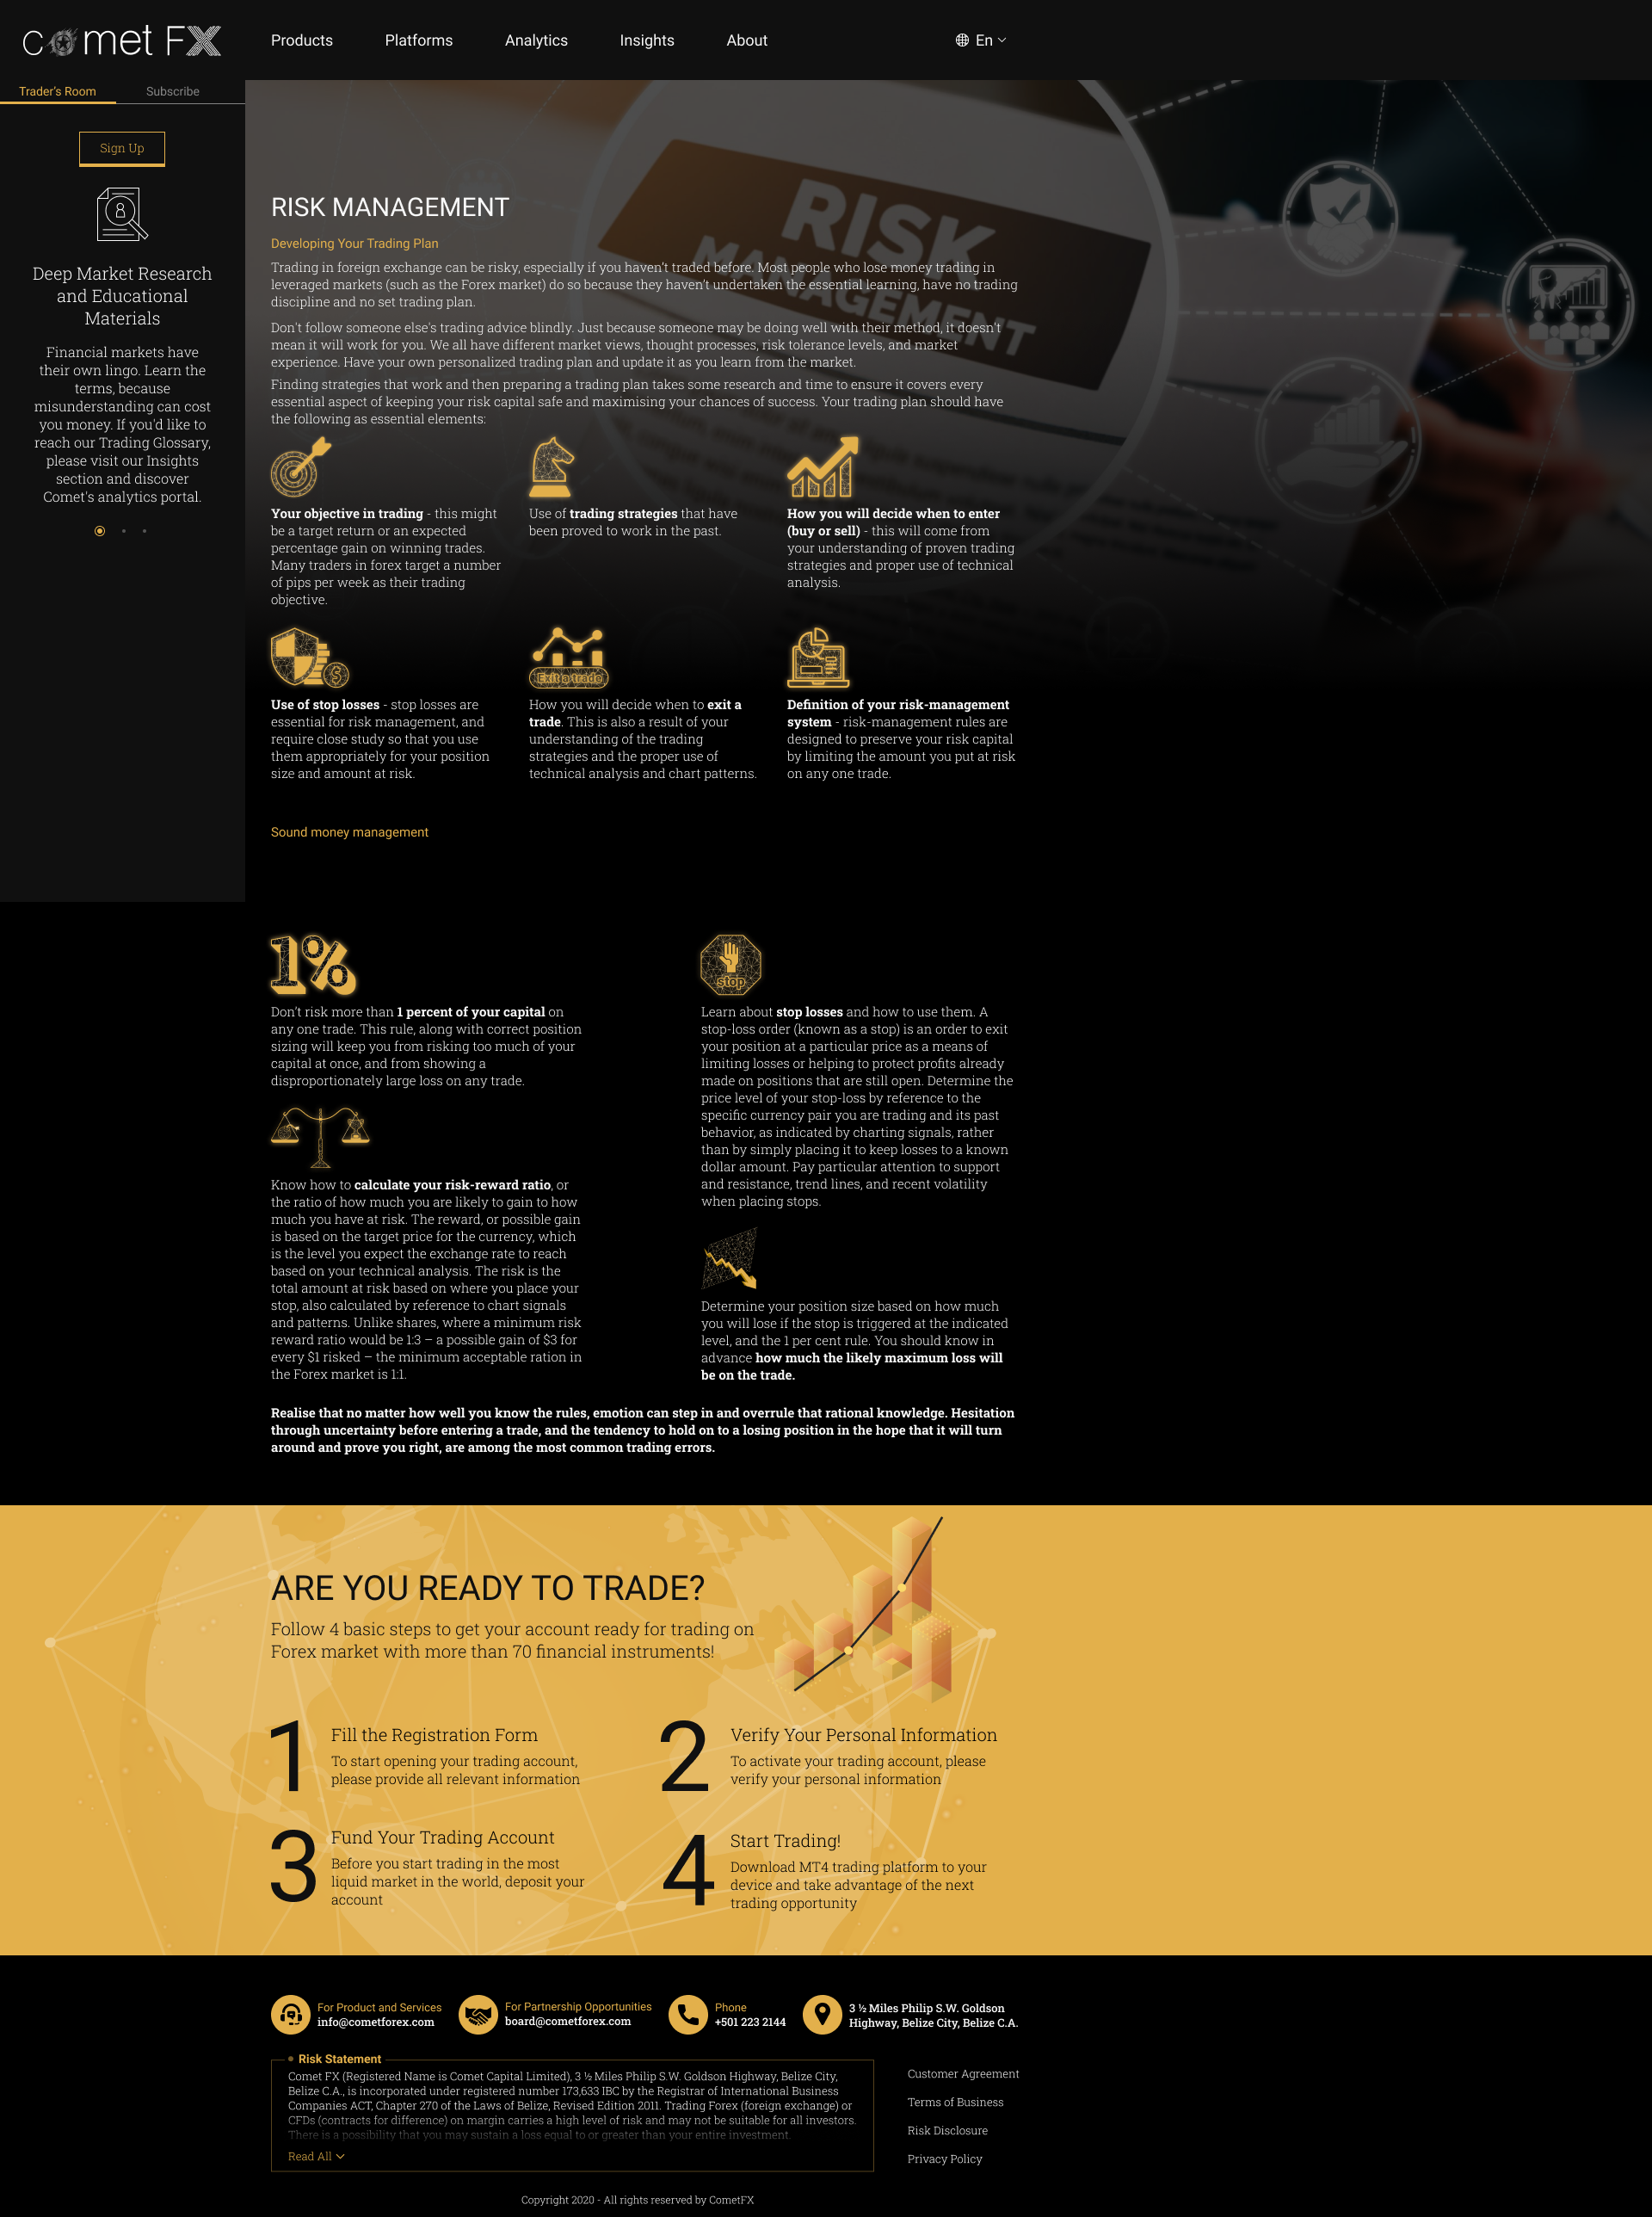 comet FX
Products
Platforms
Analytics
Insights
About
En
Trader's Room
Subscribe
Sign Up
Deep Market Research
and Educational
Materials
Financial markets have
their own lingo. Learn the
terms, because
misunderstanding can cost
you money. If you'd like to
reach our Trading Glossary,
please visit our Insights
section and discover
Comet's analytics portal.
RISK
MANAGEMENT
RISK MANAGEMENT
Developing Your Trading Plan
Trading in foreign exchange can be risky, especially if you haven't traded before. Most people who lose money trading in
leveraged markets (such as the Forex market) do so because they haven't undertaken the essential learning, have no trading
discipline and no set trading plan.
Don't follow someone else's trading advice blindly. Just because someone may be doing well with their method, it doesn't
mean it will work for you. We all have different market views, thought processes, risk tolerance levels, and market
experience. Have your own personalized trading plan and update it as you learn from the market.
Finding strategies that work and then preparing a trading plan takes some research and time to ensure it covers every
essential aspect of keeping your risk capital safe and maximising your chances of success. Your trading plan should have
the following as essential elements:
Your objective in trading - this might
be a target return or an expected
percentage gain on winning trades.
Many traders in forex target a number
of pips per week as their trading
objective.
Use of trading strategies that have
been proved to work in the past.
How you will decide when to enter
(buy or sell) - this will come from
your understanding of proven trading
strategies and proper use of technical
analysis.
$
Use of stop losses - stop losses are
essential for risk management, and
require close study so that you use
them appropriately for your position
size and amount at risk.
Exit a trade
How you will decide when to exit a
trade. This is also a result of your
understanding of the trading
strategies and the proper use of
technical analysis and chart patterns.
Definition of your risk-management
system - risk-management rules are
designed to preserve your risk capital
by limiting the amount you put at risk
on any one trade.
Sound money management
1%
Don't risk more than 1 percent of your capital on
any one trade. This rule, along with correct position
sizing will keep you from risking too much of your
capital at once, and from showing a
disproportionately large loss on any trade.
Know how to calculate your risk-reward ratio, or
the ratio of how much you are likely to gain to how
much you have at risk. The reward, or possible gain
is based on the target price for the currency, which
is the level you expect the exchange rate to reach
based on your technical analysis. The risk is the
total amount at risk based on where you place your
stop, also calculated by reference to chart signals
and patterns. Unlike shares, where a minimum risk
reward ratio would be 1:3 – a possible gain of $3 for
every $1 risked – the minimum acceptable ration in
the Forex market is 1:1.
stop
Learn about stop losses and how to use them. A
stop-loss order (known as a stop) is an order to exit
your position at a particular price as a means of
limiting losses or helping to protect profits already
made on positions that are still open. Determine the
price level of your stop-loss by reference to the
specific currency pair you are trading and its past
behavior, as indicated by charting signals, rather
than by simply placing it to keep losses to a known
dollar amount. Pay particular attention to support
and resistance, trend lines, and recent volatility
when placing stops.
Determine your position size based on how much
you will lose if the stop is triggered at the indicated
level, and the 1 per cent rule. You should know in
advance how much the likely maximum loss will
be on the trade.
Realise that no matter how well you know the rules, emotion can step in and overrule that rational knowledge. Hesitation
through uncertainty before entering a trade, and the tendency to hold on to a losing position in the hope that it will turn
around and prove you right, are among the most common trading errors.
ARE YOU READY TO TRADE?
Follow 4 basic steps to get your account ready for trading on
Forex market with more than 70 financial instruments!
1
Fill the Registration Form
To start opening your trading account,
please provide all relevant information
2
Verify Your Personal Information
To activate your trading account, please
verify your personal information
3
Fund Your Trading Account
Before you start trading in the most
liquid market in the world, deposit your
account
4
Start Trading!
Download MT4 trading platform to your
device and take advantage of the next
trading opportunity
For Product and Services
info@cometforex.com
For Partnership Opportunities
board@cometforex.com
Phone
+501 223 2144
3 ½ Miles Philip S.W. Goldson
Highway, Belize City, Belize C.A.
Risk Statement
Comet FX (Registered Name is Comet Capital Limited), 3 ½ Miles Philip S.W. Goldson Highway, Belize City,
Belize C.A., is incorporated under registered number 173,633 IBC by the Registrar of International Business
Companies ACT, Chapter 270 of the Laws of Belize, Revised Edition 2011. Trading Forex (foreign exchange) or
CFDs (contracts for difference) on margin carries a high level of risk and may not be suitable for all investors.
There is a possibility that you may sustain a loss equal to or greater than your entire investment.
Read All
Customer Agreement
Terms of Business
Risk Disclosure
Privacy Policy
Copyright 2020 - All rights reserved by CometFX